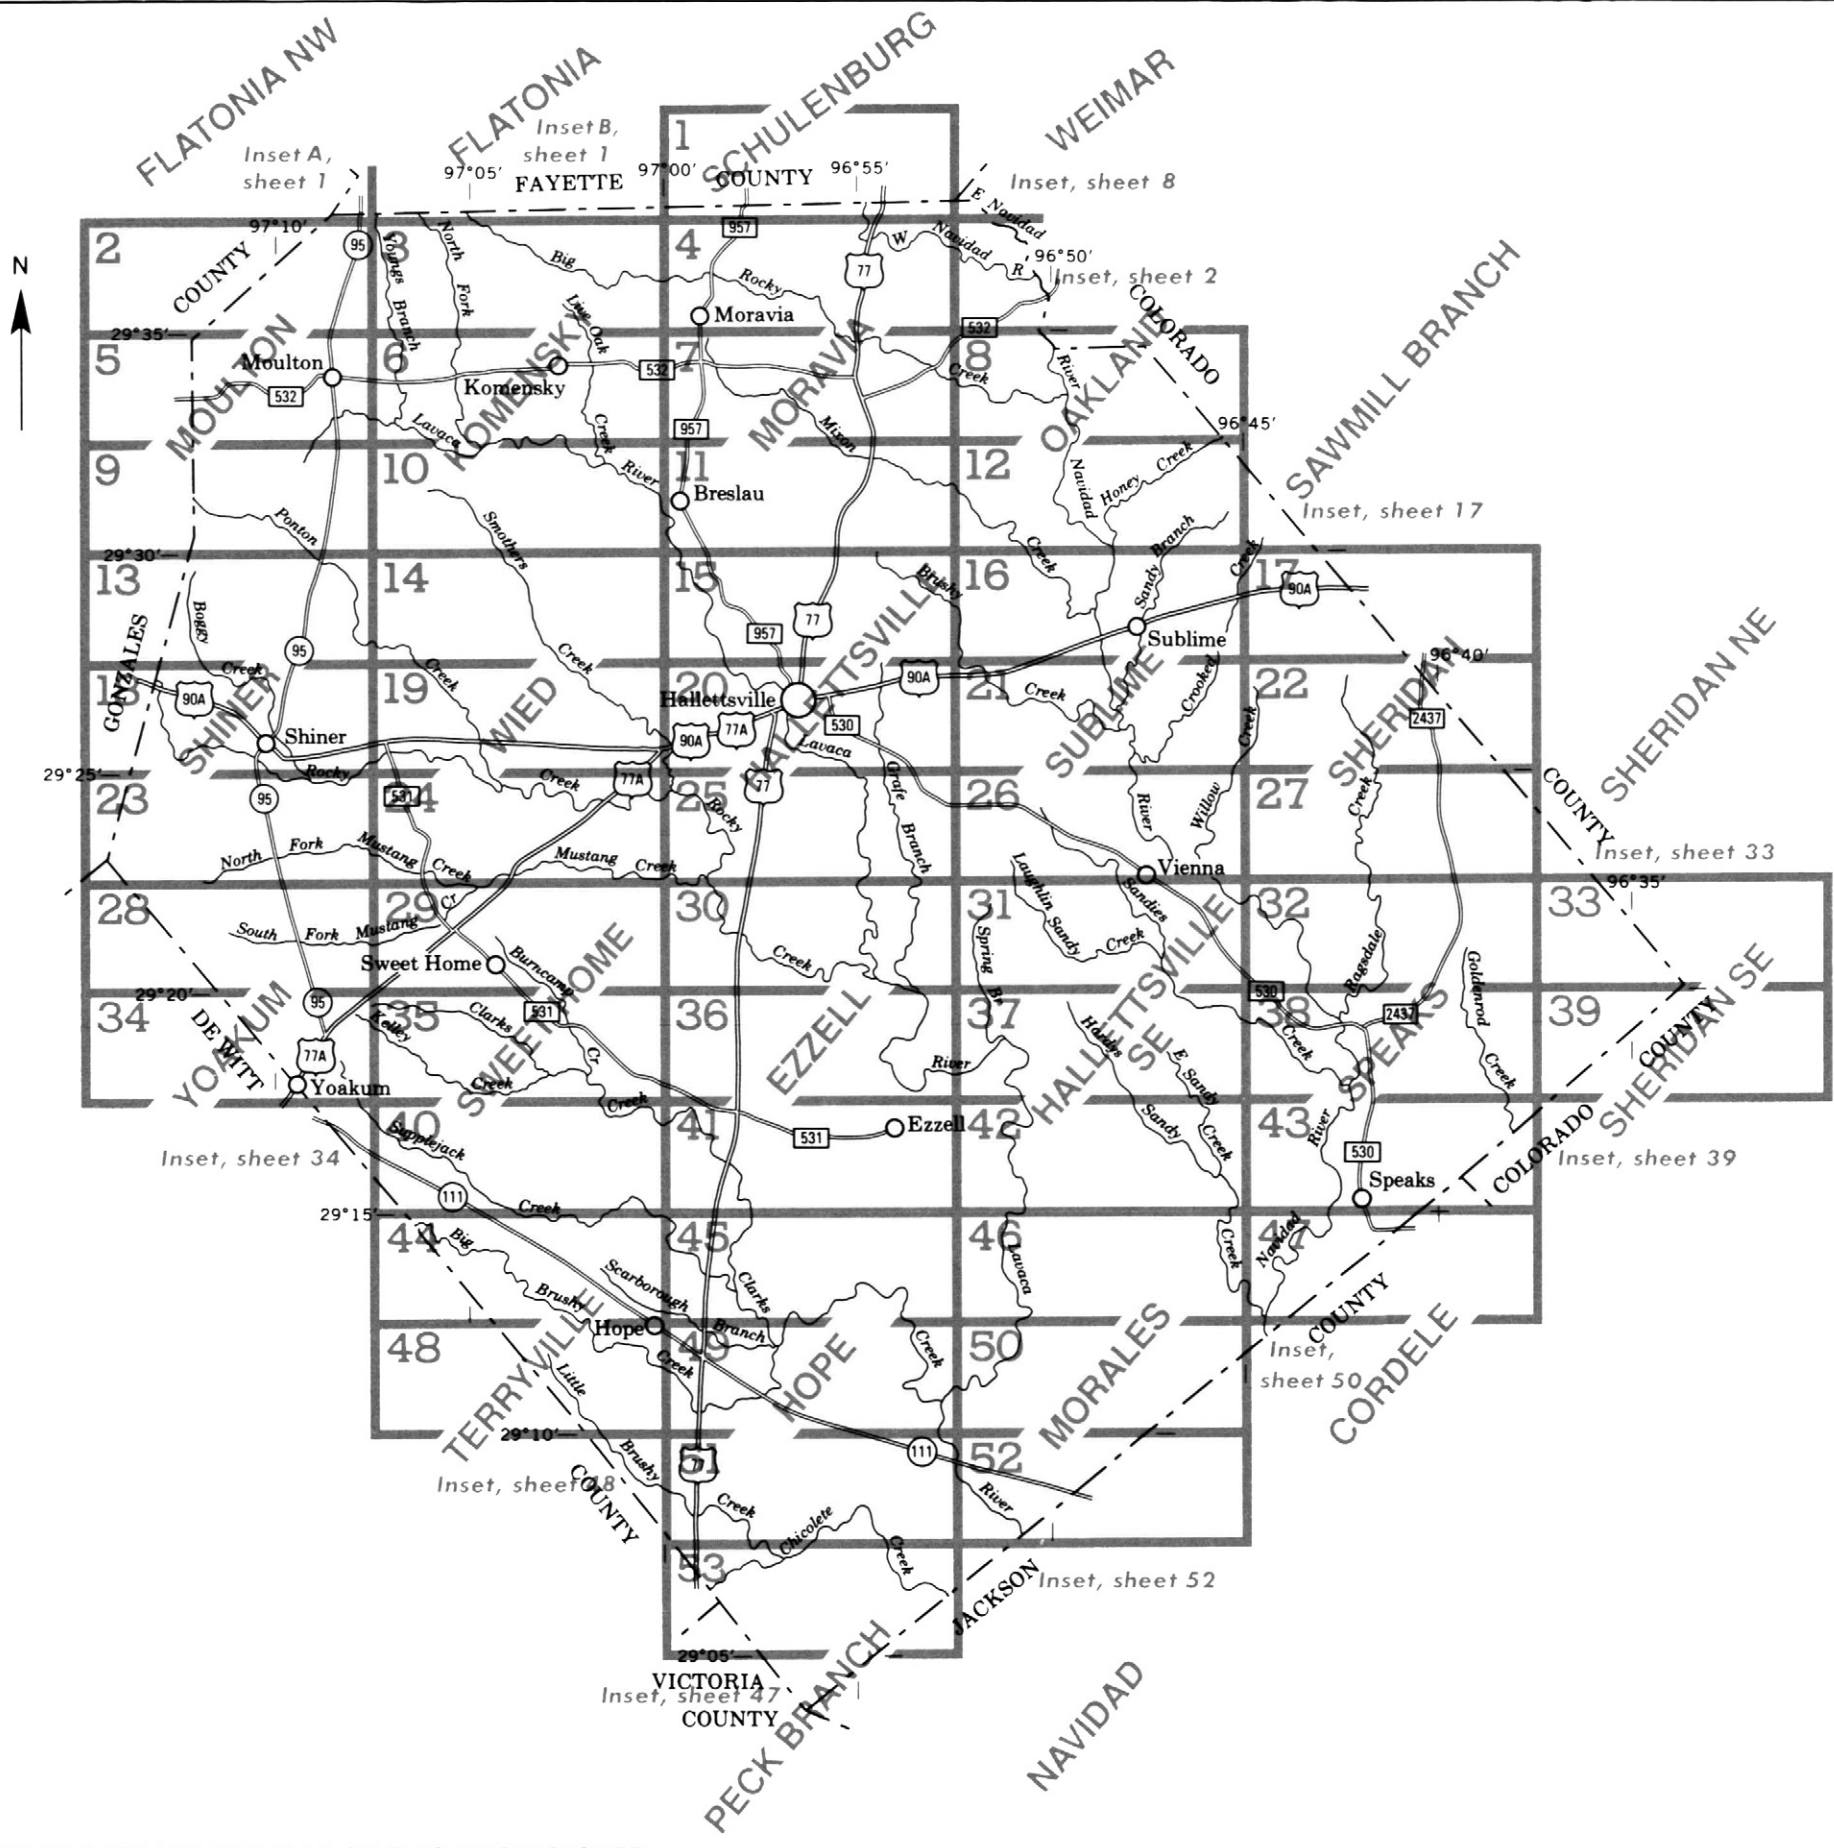 FLATONIA NW
FLATONIA
SCHULENBURG
WEIMAR
Inset A,
sheet 1
Inset B,
sheet 1
97°05'
FAYETTE
97°00'
COUNTY
96°55'
Inset, sheet 8
1
N
2
97°10'
COUNTY
95
3
Youngs Branch
North Fork
Big Rocky Creek
4
957
77
W Navidad R
E Navidad
96°50'
Inset, sheet 2
COLORADO
Moravia
29°35'
5
Moulton
532
MOULTON
6
Komensky
KOMENSKY
Live Oak Creek
532
7
957
MORAVIA
532
8
OAKLAND
River
SAWMILL BRANCH
96°45'
9
10
Lavaca River
11
Breslau
Mixon Creek
12
Navidad
Honey Creek
Inset, sheet 17
29°30'
13
Ponton Creek
14
Smothers Creek
15
957
77
HALLETTSVILLE
Brushy Creek
16
Sandy Branch
Sublime
Creek
17
90A
GONZALES
Boggy Creek
95
18
90A
SHINER
Shiner
19
WIED
20
Hallettsville
90A
77A
90A
530
Lavaca
21
SUBLIME
Crooked
22
SHERIDAN
96°40'
2437
SHERIDAN NE
29°25'
23
95
Rocky Creek
531
24
77A
25
77
Rocky
Grafe Branch
26
River
Willow Creek
27
Creek
COUNTY
Inset, sheet 33
North Fork Mustang Creek
Mustang Creek
Vienna
96°35'
28
29
Cr
South Fork Mustang
30
31
Laughlin Sandy Creek
Sandies
Spring Br
32
33
Ragsdale
Goldenrod Creek
Sweet Home
SWEET HOME
Burncamp Cr
Creek
HALLETTSVILLE SE
29°20'
34
95
35
531
Clarks
Kelley Creek
Creek
36
EZZELL
River
37
Hardys Sandy
E Sandy Creek
530
38
Creek
2437
SPEAKS
39
COUNTY
SHERIDAN SE
DE WITT
YOAKUM
77A
Yoakum
40
Supplejack Creek
41
531
Ezzell
42
43
River
530
Speaks
COLORADO
Inset, sheet 39
Inset, sheet 34
111
29°15'
44
Big Brushy Creek
45
Clarks
46
Lavaca
Creek
47
Navidad
Scarborough Branch
Hope
TERRYVILLE
48
49
HOPE
Creek
50
MORALES
COUNTY
Inset,
sheet 50
CORDELE
Little Brushy Creek
29°10'
Inset, sheet 48
COUNTY
51
77
111
52
River
Chicolete Creek
53
JACKSON
Inset, sheet 52
29°05'
VICTORIA
COUNTY
Inset, sheet 47
PECK BRANCH
NAVIDAD